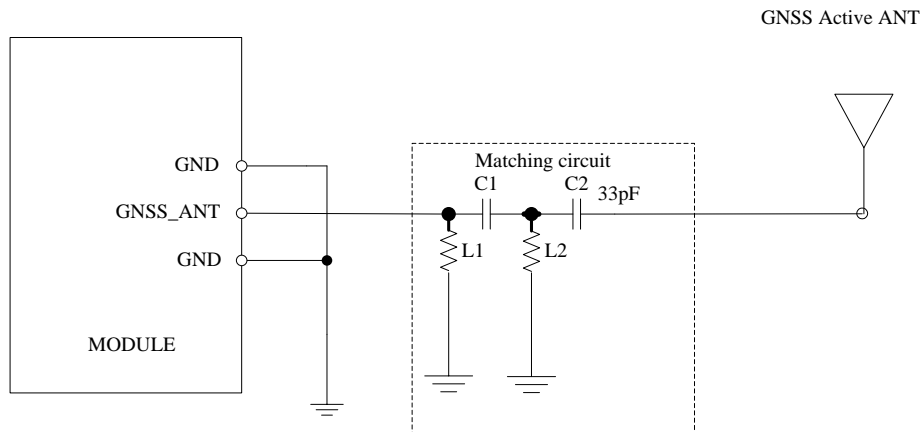 GNSS Active ANT
Matching circuit
C1
C2
33pF
GND
GNSS_ANT
L1
L2
GND
MODULE